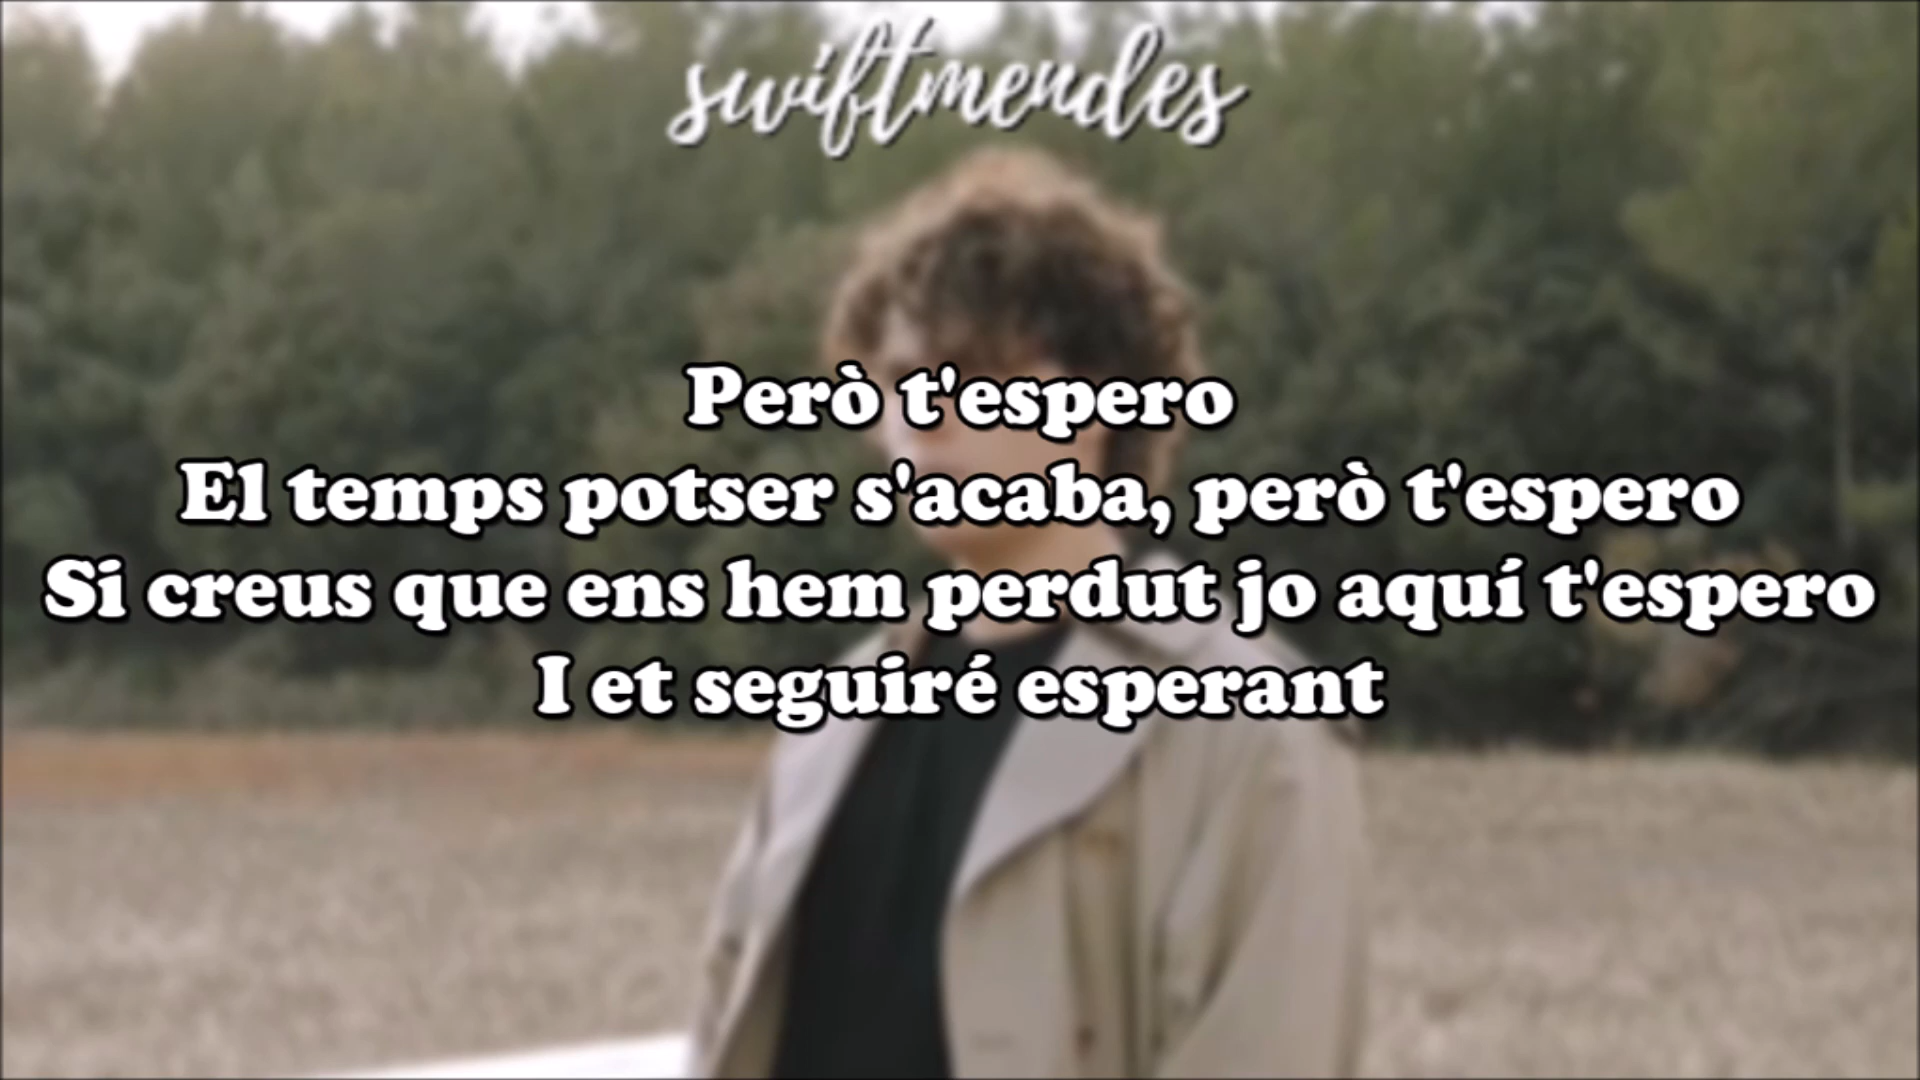 swiftmendes
Però t'espero
El temps potser s'acaba, però t'espero
Si creus que ens hem perdut jo aquí t'espero
I et seguiré esperant